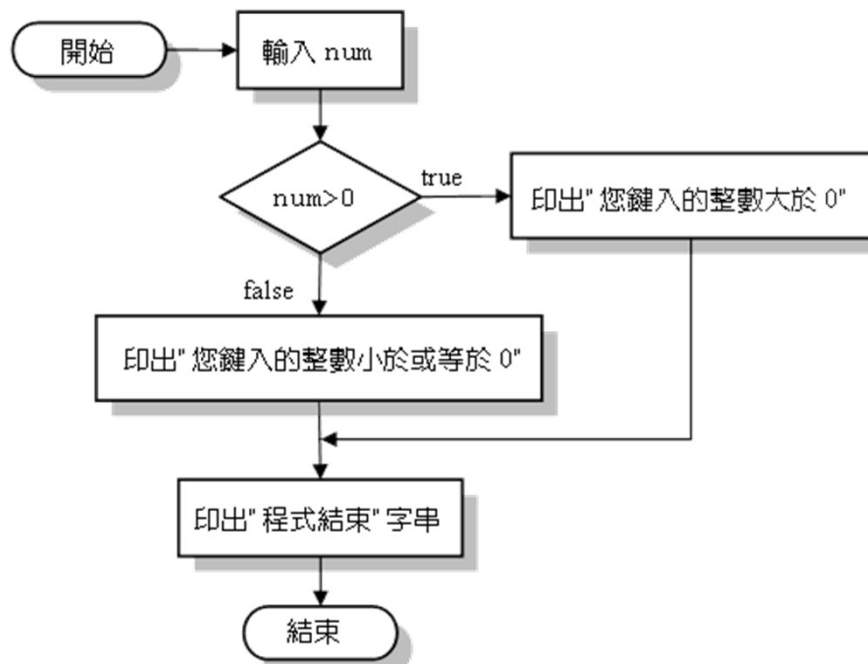 開始
輸入 num
num>0
true
印出"您鍵入的整數大於 0"
false
印出"您鍵入的整數小於或等於 0"
印出"程式結束"字串
結束